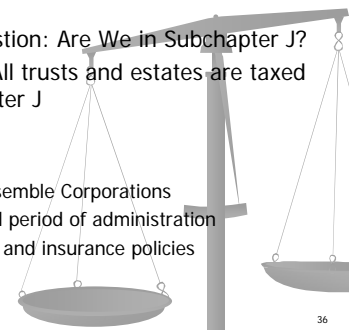 stion: Are We in Subchapter J?
All trusts and estates are taxed
ter J
semble Corporations
l period of administration
and insurance policies
36